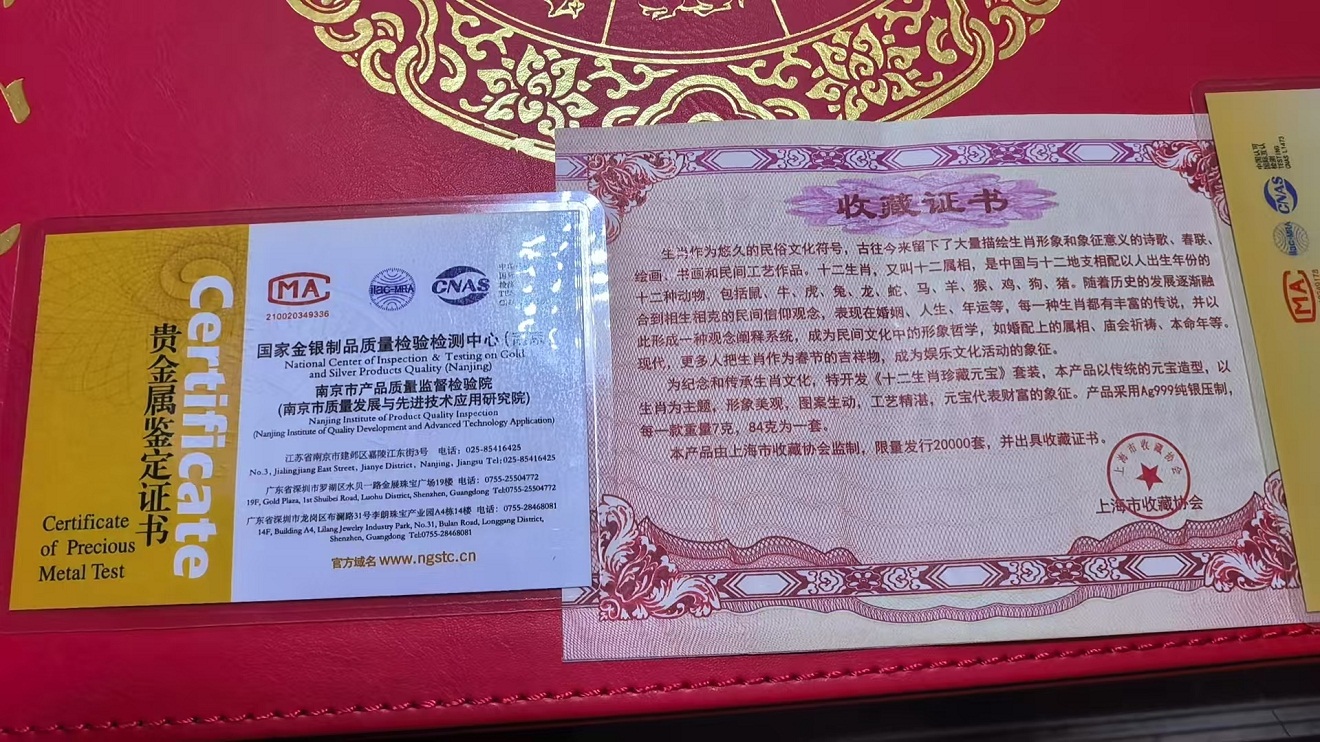 Certificate
贵金属鉴定证书
Certificate
of Precious
Metal Test
MA
210020349336
ilac-MRA
CNAS
国家金银制品质量检验检测中心
National Center of Inspection & Testing on Gold
and Silver Products Quality (Nanjing)
南京市产品质量监督检验院
(南京市质量发展与先进技术应用研究院)
Nanjing Institute of Product Quality Inspection
(Nanjing Institute of Quality Development and Advanced Technology Application)
江苏省南京市建邺区嘉陵江东街3号 电话：025-85416425
No.3, Jialingjiang East Street, Jianye District, Nanjing, Jiangsu Tel:025-85416425
广东省深圳市罗湖区水贝一路金展珠宝广场19楼 电话：0755-25504772
19F, Gold Plaza, 1st Shuibei Road, Luohu District, Shenzhen, Guangdong Tel:0755-25504772
广东省深圳市龙岗区布澜路31号李朗珠宝产业园A4栋14楼 电话：0755-28468081
14F, Building A4, Lilang Jewelry Industry Park, No.31, Bulan Road, Longgang District,
Shenzhen, Guangdong Tel:0755-28468081
官方域名 www.ngstc.cn
收藏证书
生肖作为悠久的民俗文化符号，古往今来留下了大量描绘生肖形象和象征意义的诗歌、春联、
绘画、书画和民间工艺作品。十二生肖，又叫十二属相，是中国与十二地支相配以人出生年份的
十二种动物，包括鼠、牛、虎、兔、龙、蛇、马、羊、猴、鸡、狗、猪。随着历史的发展逐渐融
合到相生相克的民间信仰观念，表现在婚姻、人生、年运等，每一种生肖都有丰富的传说，并以
此形成一种观念阐释系统，成为民间文化中的形象哲学，如婚配上的属相、庙会祈祷、本命年等。
现代，更多人把生肖作为春节的吉祥物，成为娱乐文化活动的象征。
为纪念和传承生肖文化，特开发《十二生肖珍藏元宝》套装，本产品以传统的元宝造型，以
生肖为主题，形象美观，图案生动，工艺精湛，元宝代表财富的象征。产品采用Ag999纯银压制，
每一款重量7克，84克为一套。
本产品由上海市收藏协会监制，限量发行20000套，并出具收藏证书。
上海市收藏协会
上海市收藏协会
中国认可
国际互认
检测
TESTING
CNAS
ilac-MRA
MA